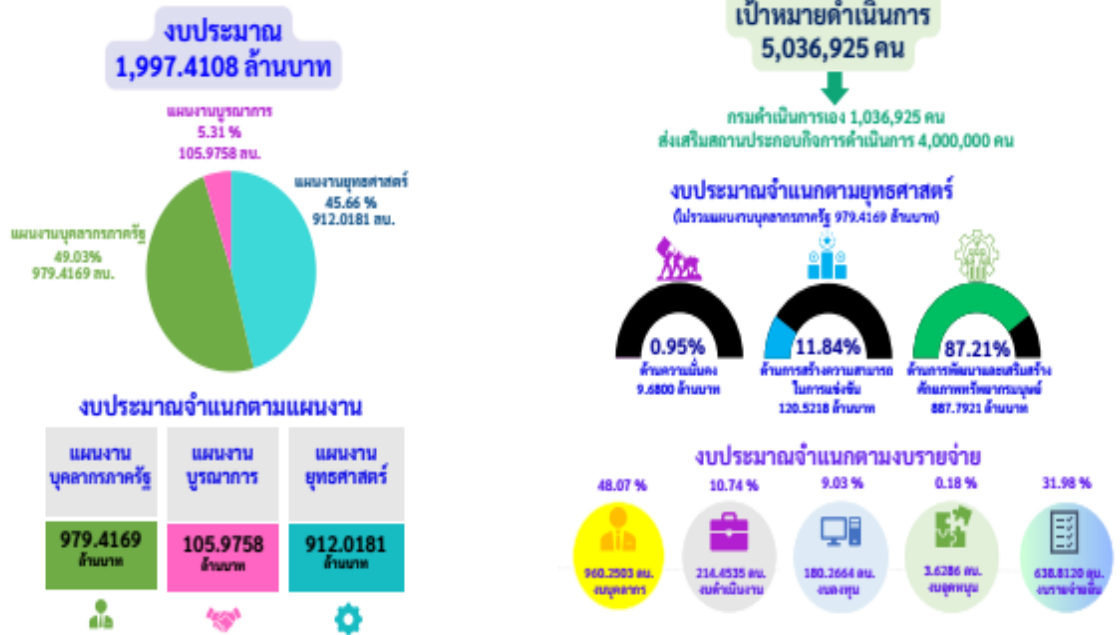 งบประมาณ
1,997.4108 ล้านบาท
แผนงานบูรณาการ
5.31 %
105.9758 ลบ.
แผนงานยุทธศาสตร์
45.66 %
912.0181 ลบ.
แผนงานบุคลากรภาครัฐ
49.03%
979.4169 ลบ.
งบประมาณจำแนกตามแผนงาน
แผนงาน
บุคลากรภาครัฐ
แผนงาน
บูรณาการ
แผนงาน
ยุทธศาสตร์
979.4169
ล้านบาท
105.9758
ล้านบาท
912.0181
ล้านบาท
เป้าหมายดำเนินการ
5,036,925 คน
กรมดำเนินการเอง 1,036,925 คน
ส่งเสริมสถานประกอบกิจการดำเนินการ 4,000,000 คน
งบประมาณจำแนกตามยุทธศาสตร์
(ไม่รวมแผนงานบุคลากรภาครัฐ 979.4169 ล้านบาท)
0.95%
ด้านความมั่นคง
9.6800 ล้านบาท
11.84%
ด้านการสร้างความสามารถ
ในการแข่งขัน
120.5218 ล้านบาท
87.21%
ด้านการพัฒนาและเสริมสร้าง
ศักยภาพทรัพยากรมนุษย์
887.7921 ล้านบาท
งบประมาณจำแนกตามงบรายจ่าย
48.07 %
10.74 %
9.03 %
0.18 %
31.98 %
960.2503 ลบ.
งบบุคลากร
214.4535 ลบ.
งบดำเนินงาน
180.2664 ลบ.
งบลงทุน
3.6286 ลบ.
งบอุดหนุน
638.8120 ลบ.
งบรายจ่ายอื่น